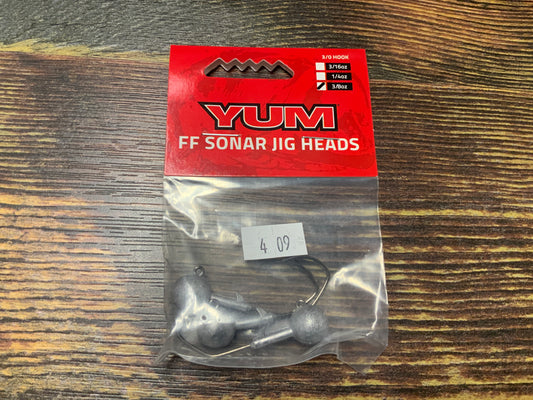 3/0 HOOK
3/16oz
1/4oz
3/8oz
YUM
FF SONAR JIG HEADS
4 09